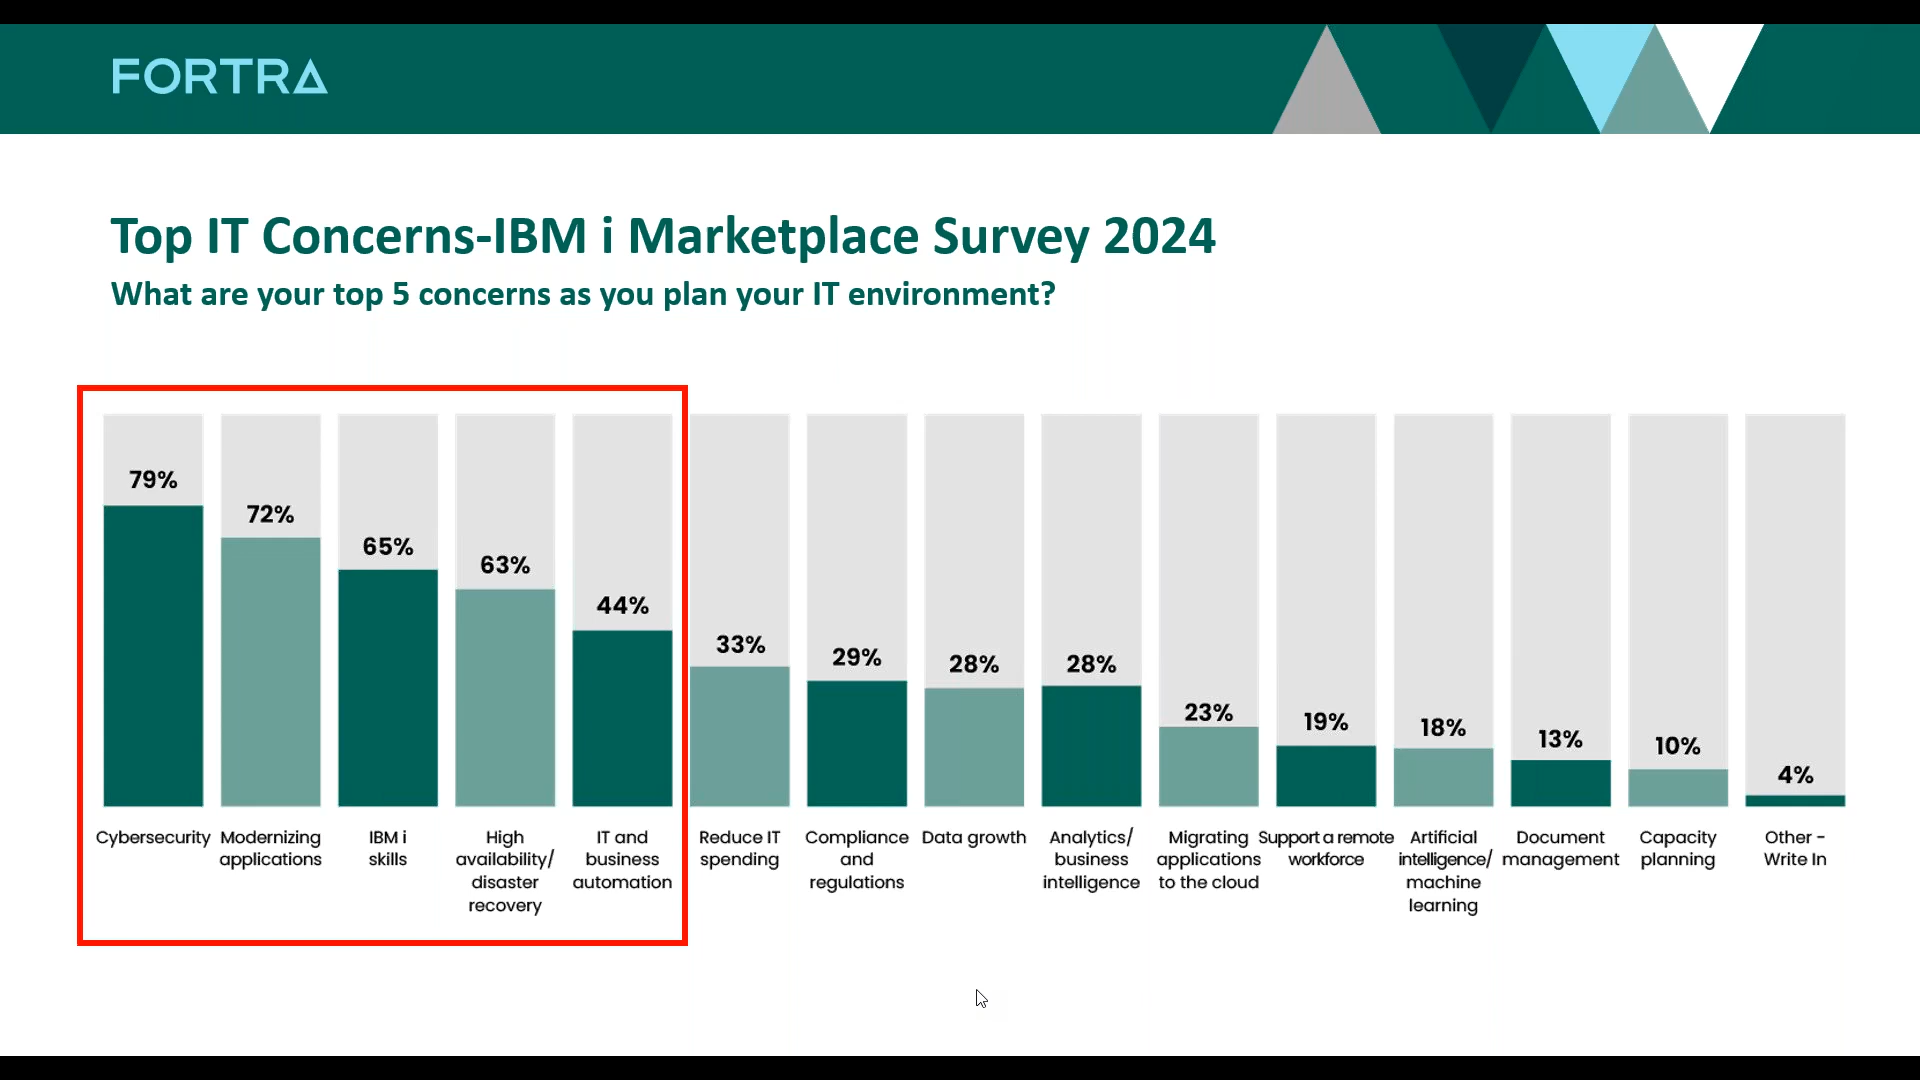 FORTRA
Top IT Concerns-IBM i Marketplace Survey 2024
What are your top 5 concerns as you plan your IT environment?
79%
72%
65%
63%
44%
33%
29%
28%
28%
23%
19%
18%
13%
10%
4%
Cybersecurity
Modernizing
applications
IBM i
skills
High
availability/
disaster
recovery
IT and
business
automation
Reduce IT
spending
Compliance
and
regulations
Data growth
Analytics/
business
intelligence
Migrating
applications
to the cloud
Support a remote
workforce
Artificial
intelligence/
machine
learning
Document
management
Capacity
planning
Other -
Write In